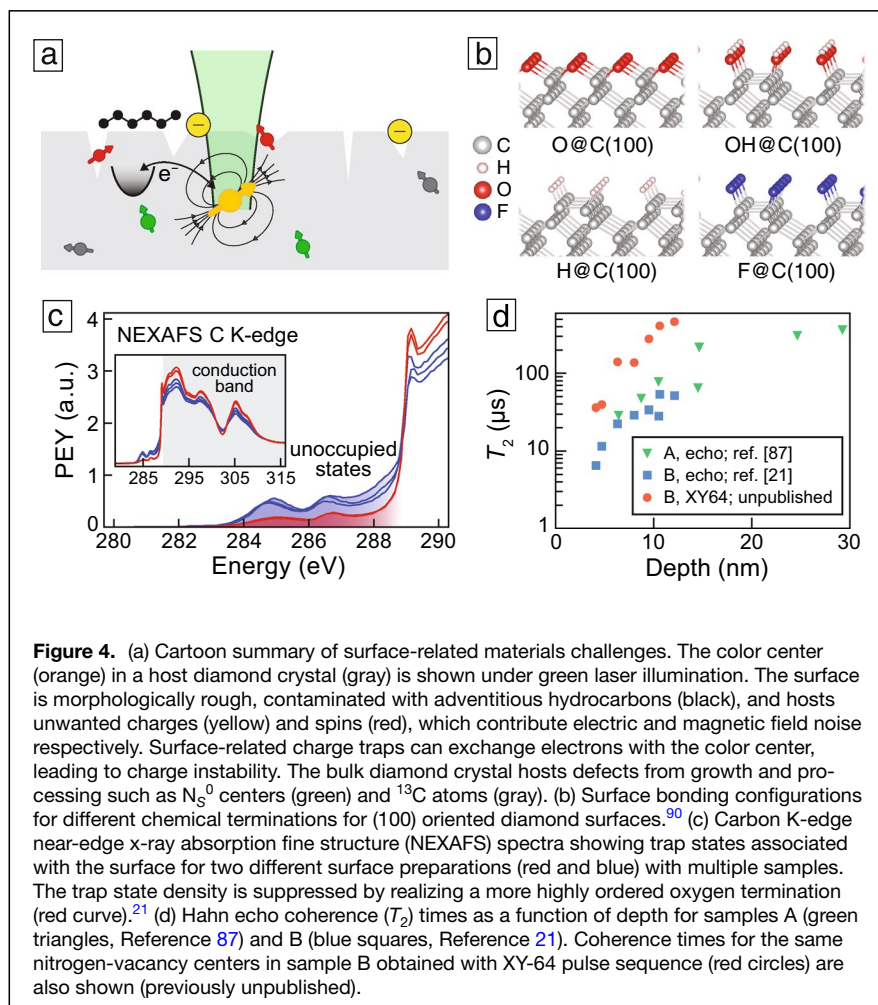 a
e⁻
b
C
H
O
F
O@C(100)
OH@C(100)
H@C(100)
F@C(100)
c
NEXAFS C K-edge
conduction
band
unoccupied
states
PEY (a.u.)
4
3
2
1
0
279 285 295 305 315
280 282 284 286 288 290
Energy (eV)
d
T₂ (µs)
100
10
1
A, echo; ref. [87]
B, echo; ref. [21]
B, XY64; unpublished
0 10 20 30
Depth (nm)
Figure 4. (a) Cartoon summary of surface-related materials challenges. The color center
(orange) in a host diamond crystal (gray) is shown under green laser illumination. The surface
is morphologically rough, contaminated with adventitious hydrocarbons (black), and hosts
unwanted charges (yellow) and spins (red), which contribute electric and magnetic field noise
respectively. Surface-related charge traps can exchange electrons with the color center,
leading to charge instability. The bulk diamond crystal hosts defects from growth and pro-
cessing such as N_S⁰ centers (green) and ¹³C atoms (gray). (b) Surface bonding configurations
for different chemical terminations for (100) oriented diamond surfaces.⁹⁰ (c) Carbon K-edge
near-edge x-ray absorption fine structure (NEXAFS) spectra showing trap states associated
with the surface for two different surface preparations (red and blue) with multiple samples.
The trap state density is suppressed by realizing a more highly ordered oxygen termination
(red curve).²¹ (d) Hahn echo coherence (T₂) times as a function of depth for samples A (green
triangles, Reference 87) and B (blue squares, Reference 21). Coherence times for the same
nitrogen-vacancy centers in sample B obtained with XY-64 pulse sequence (red circles) are
also shown (previously unpublished).